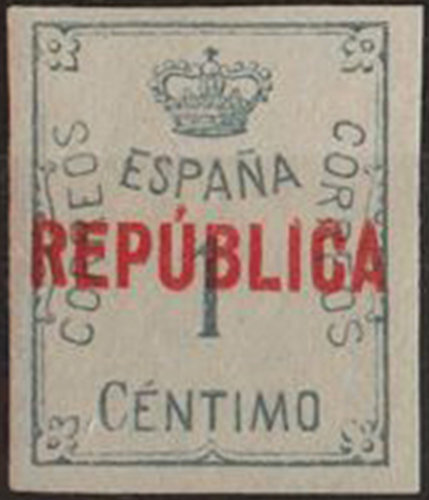 ESPAÑA
CORREOS
CORREOS
REPÚBLICA
1
CÉNTIMO